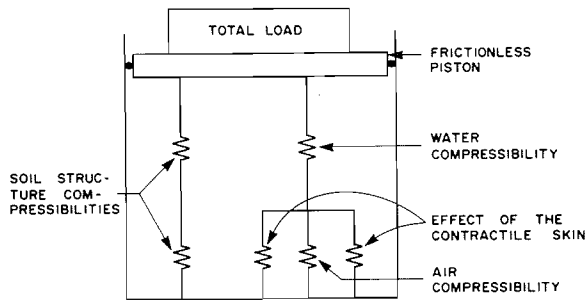 TOTAL LOAD
FRICTIONLESS
PISTON
WATER
COMPRESSIBILITY
SOIL STRUC-
TURE COM-
PRESSIBILITIES
EFFECT OF THE
CONTRACTILE SKIN
AIR
COMPRESSIBILITY